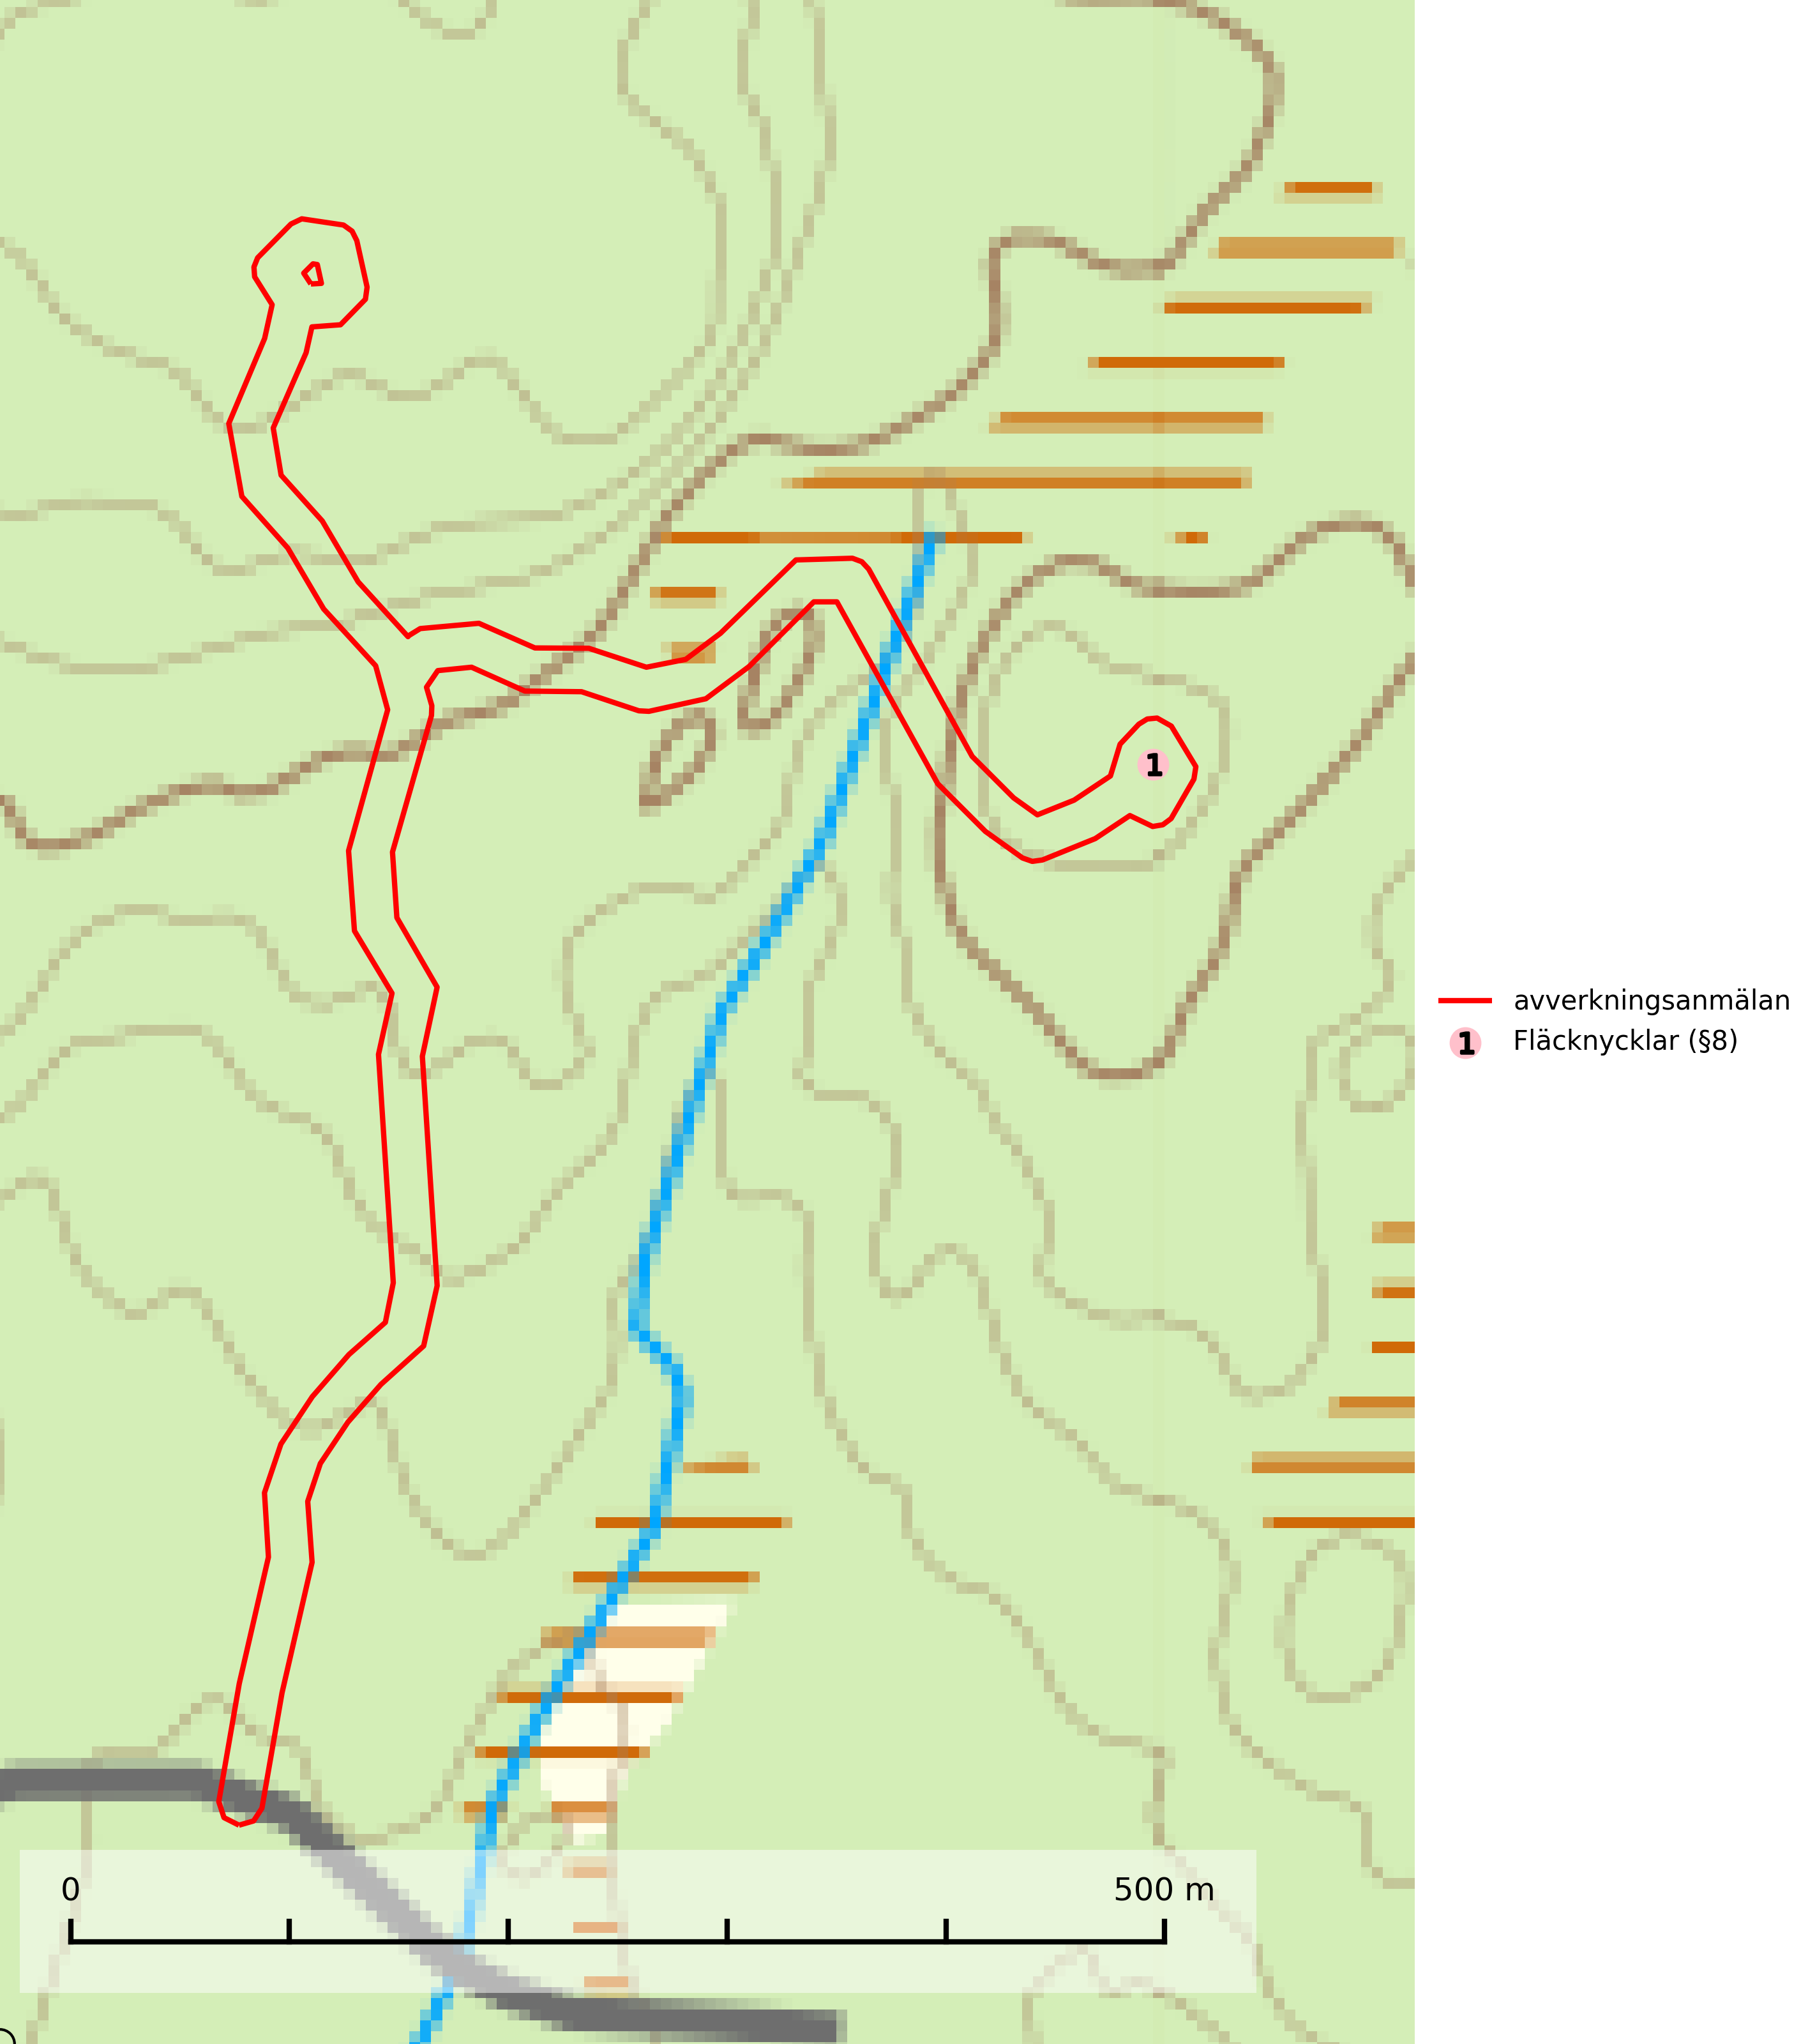 1
avverkningsanmälan
1 Fläcknycklar (§8)
0 500 m